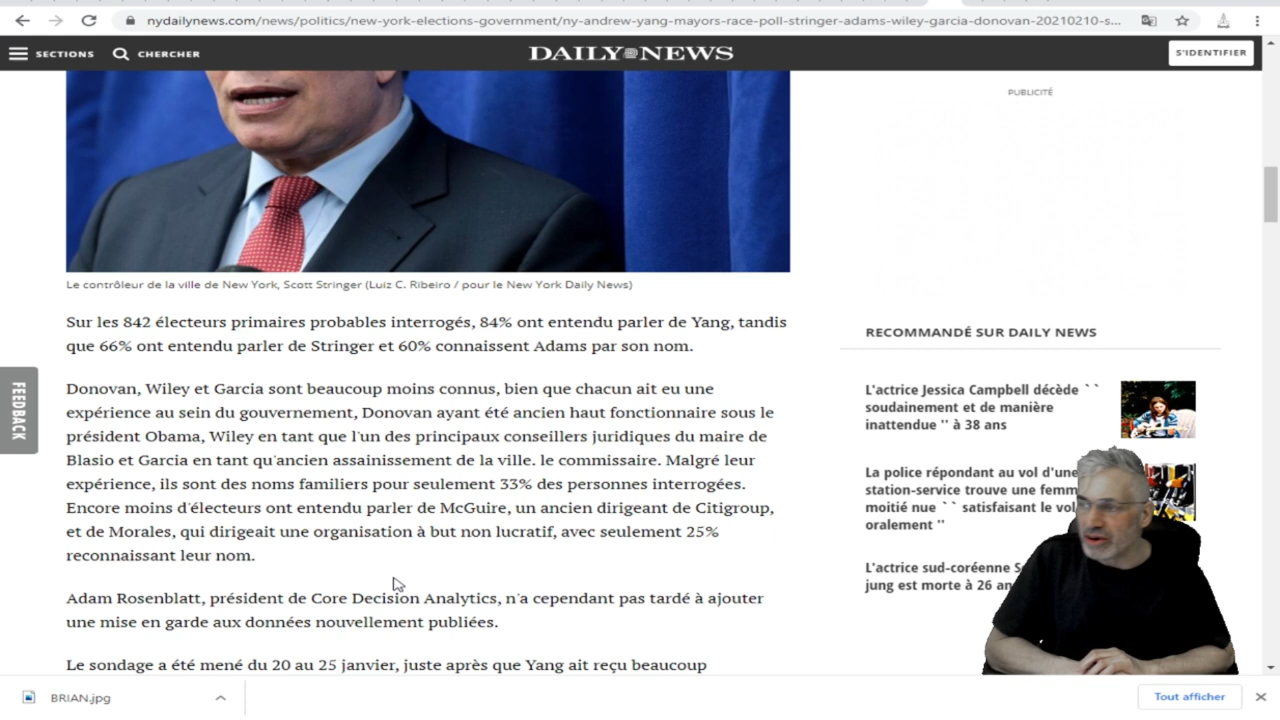 nydailynews.com/news/politics/new-york-elections-government/ny-andrew-yang-mayors-race-poll-stringer-adams-wiley-garcia-donovan-20210210-s...
SECTIONS
CHERCHER
DAILY NEWS
S'IDENTIFIER
PUBLICITÉ
Le contrôleur de la ville de New York, Scott Stringer (Luiz C. Ribeiro / pour le New York Daily News)
Sur les 842 électeurs primaires probables interrogés, 84% ont entendu parler de Yang, tandis
que 66% ont entendu parler de Stringer et 60% connaissent Adams par son nom.
Donovan, Wiley et Garcia sont beaucoup moins connus, bien que chacun ait eu une
expérience au sein du gouvernement, Donovan ayant été ancien haut fonctionnaire sous le
président Obama, Wiley en tant que l'un des principaux conseillers juridiques du maire de
Blasio et Garcia en tant qu'ancien assainissement de la ville. le commissaire. Malgré leur
expérience, ils sont des noms familiers pour seulement 33% des personnes interrogées.
Encore moins d'électeurs ont entendu parler de McGuire, un ancien dirigeant de Citigroup,
et de Morales, qui dirigeait une organisation à but non lucratif, avec seulement 25%
reconnaissant leur nom.
Adam Rosenblatt, président de Core Decision Analytics, n'a cependant pas tardé à ajouter
une mise en garde aux données nouvellement publiées.
Le sondage a été mené du 20 au 25 janvier, juste après que Yang ait reçu beaucoup
RECOMMANDÉ SUR DAILY NEWS
L'actrice Jessica Campbell décède ``
soudainement et de manière
inattendue '' à 38 ans
La police répondant au vol d'une
station-service trouve une femm
moitié nue `` satisfaisant le vol
oralement ''
L'actrice sud-coréenne S
jung est morte à 26 an
FEEDBACK
BRIAN.jpg
Tout afficher